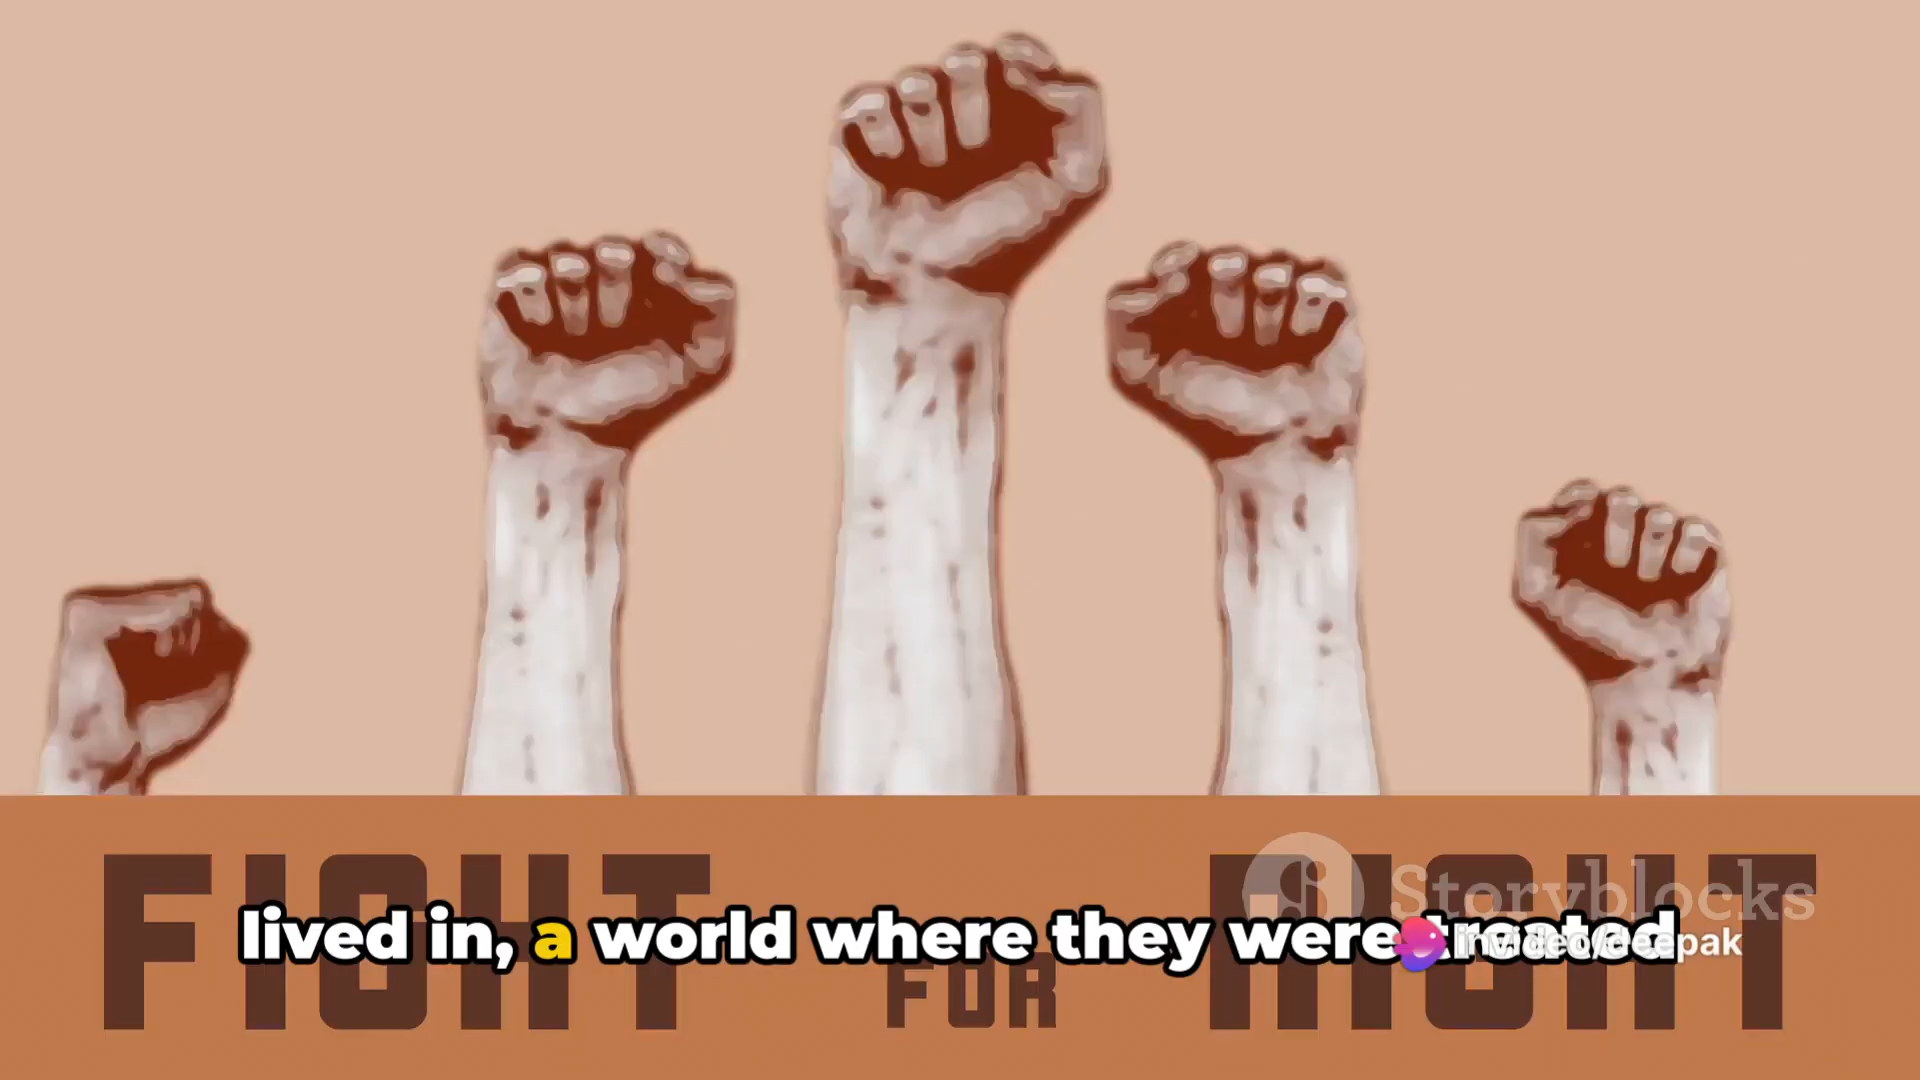 FIGHT FOR RIGHT
Storyblocks
lived in, a world where they were treated
invideo/deepak